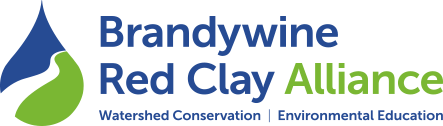 Brandywine
Red Clay Alliance
Watershed Conservation | Environmental Education